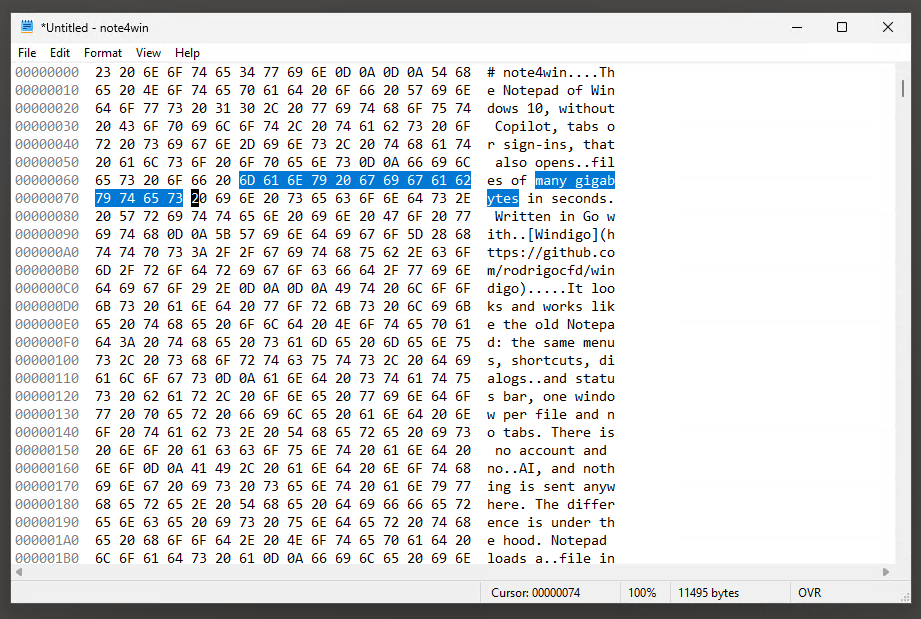 *Untitled - note4win
File Edit Format View Help
00000000 23 20 6E 6F 74 65 34 77 69 6E 0D 0A 0D 0A 54 68 # note4win....Th
00000010 65 20 4E 6F 74 65 70 61 64 20 6F 66 20 57 69 6E e Notepad of Win
00000020 64 6F 77 73 20 31 30 2C 20 77 69 74 68 6F 75 74 dows 10, without
00000030 20 43 6F 70 69 6C 6F 74 2C 20 74 61 62 73 20 6F Copilot, tabs o
00000040 72 20 73 69 67 6E 2D 69 6E 73 2C 20 74 68 61 74 r sign-ins, that
00000050 20 61 6C 73 6F 20 6F 70 65 6E 73 0D 0A 66 69 6C also opens..fil
00000060 65 73 20 6F 66 20 6D 61 6E 79 20 67 69 67 61 62 es of many gigab
00000070 79 74 65 73 20 69 6E 20 73 65 63 6F 6E 64 73 2E ytes in seconds.
00000080 20 57 72 69 74 74 65 6E 20 69 6E 20 47 6F 20 77 Written in Go w
00000090 69 74 68 0D 0A 5B 57 69 6E 64 69 67 6F 5D 28 68 ith..[Windigo](h
000000A0 74 74 70 73 3A 2F 2F 67 69 74 68 75 62 2E 63 6F ttps://github.co
000000B0 6D 2F 72 6F 64 72 69 67 6F 63 66 64 2F 77 69 6E m/rodrigocfd/win
000000C0 64 69 67 6F 29 2E 0D 0A 0D 0A 49 74 20 6C 6F 6F digo).....It loo
000000D0 6B 73 20 61 6E 64 20 77 6F 72 6B 73 20 6C 69 6B ks and works lik
000000E0 65 20 74 68 65 20 6F 6C 64 20 4E 6F 74 65 70 61 e the old Notepa
000000F0 64 3A 20 74 68 65 20 73 61 6D 65 20 6D 65 6E 75 d: the same menu
00000100 73 2C 20 73 68 6F 72 74 63 75 74 73 2C 20 64 69 s, shortcuts, di
00000110 61 6C 6F 67 73 0D 0A 61 6E 64 20 73 74 61 74 75 alogs..and statu
00000120 73 20 62 61 72 2C 20 6F 6E 65 20 77 69 6E 64 6F s bar, one windo
00000130 77 20 70 65 72 20 66 69 6C 65 20 61 6E 64 20 6E w per file and n
00000140 6F 20 74 61 62 73 2E 20 54 68 65 72 65 20 69 73 o tabs. There is
00000150 20 6E 6F 20 61 63 63 6F 75 6E 74 20 61 6E 64 20 no account and
00000160 6E 6F 0D 0A 41 49 2C 20 61 6E 64 20 6E 6F 74 68 no..AI, and noth
00000170 69 6E 67 20 69 73 20 73 65 6E 74 20 61 6E 79 77 ing is sent anyw
00000180 68 65 72 65 2E 20 54 68 65 20 64 69 66 66 65 72 here. The differ
00000190 65 6E 63 65 20 69 73 20 75 6E 64 65 72 20 74 68 ence is under th
000001A0 65 20 68 6F 6F 64 2E 20 4E 6F 74 65 70 61 64 20 e hood. Notepad
000001B0 6C 6F 61 64 73 20 61 0D 0A 66 69 6C 65 20 69 6E loads a..file in
Cursor: 00000074 100% 11495 bytes OVR